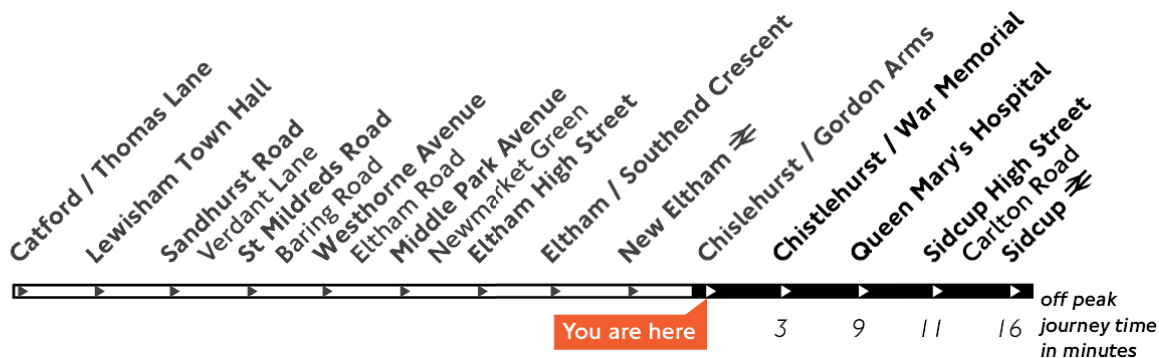 Catford / Thomas Lane
Lewisham Town Hall
Sandhurst Road
Verdant Lane
St Mildreds Road
Baring Road
Westhorne Avenue
Eltham Road
Middle Park Avenue
Newmarket Green
Eltham High Street
Eltham / Southend Crescent
New Eltham
Chislehurst / Gordon Arms
Chistlehurst / War Memorial
Queen Mary's Hospital
Sidcup High Street
Carlton Road
Sidcup
You are here
3 9 11 16
off peak
journey time
in minutes